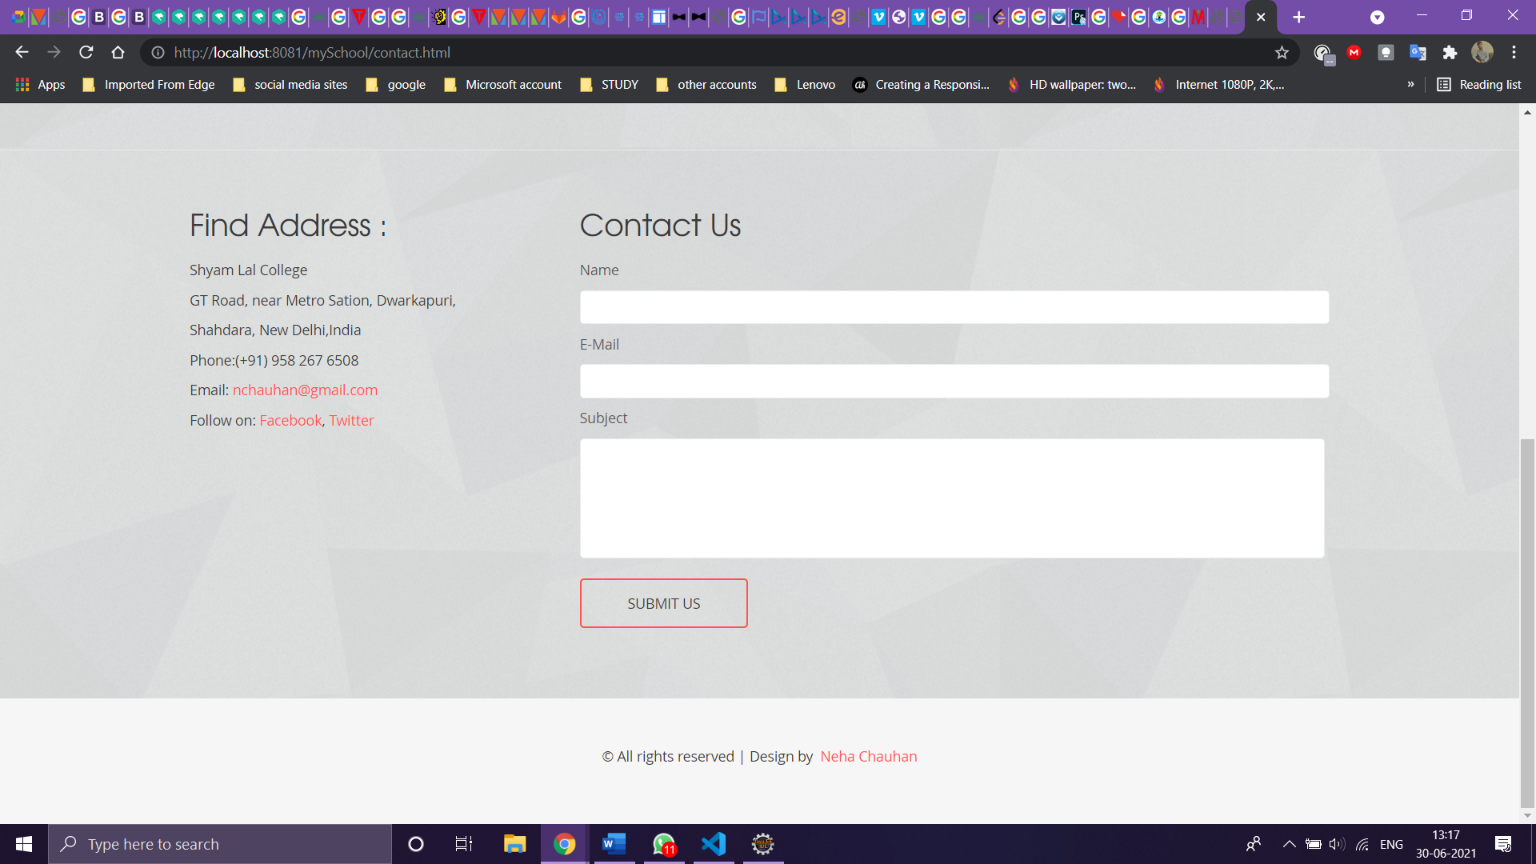 http://localhost:8081/mySchool/contact.html
Apps Imported From Edge social media sites google Microsoft account STUDY other accounts Lenovo Creating a Responsi... HD wallpaper: two... Internet 1080P, 2K,... » Reading list
Find Address :
Shyam Lal College
GT Road, near Metro Sation, Dwarkapuri,
Shahdara, New Delhi,India
Phone:(+91) 958 267 6508
Email: nchauhan@gmail.com
Follow on: Facebook, Twitter
Contact Us
Name
E-Mail
Subject
SUBMIT US
© All rights reserved | Design by Neha Chauhan
Type here to search
11
ENG
13:17
30-06-2021